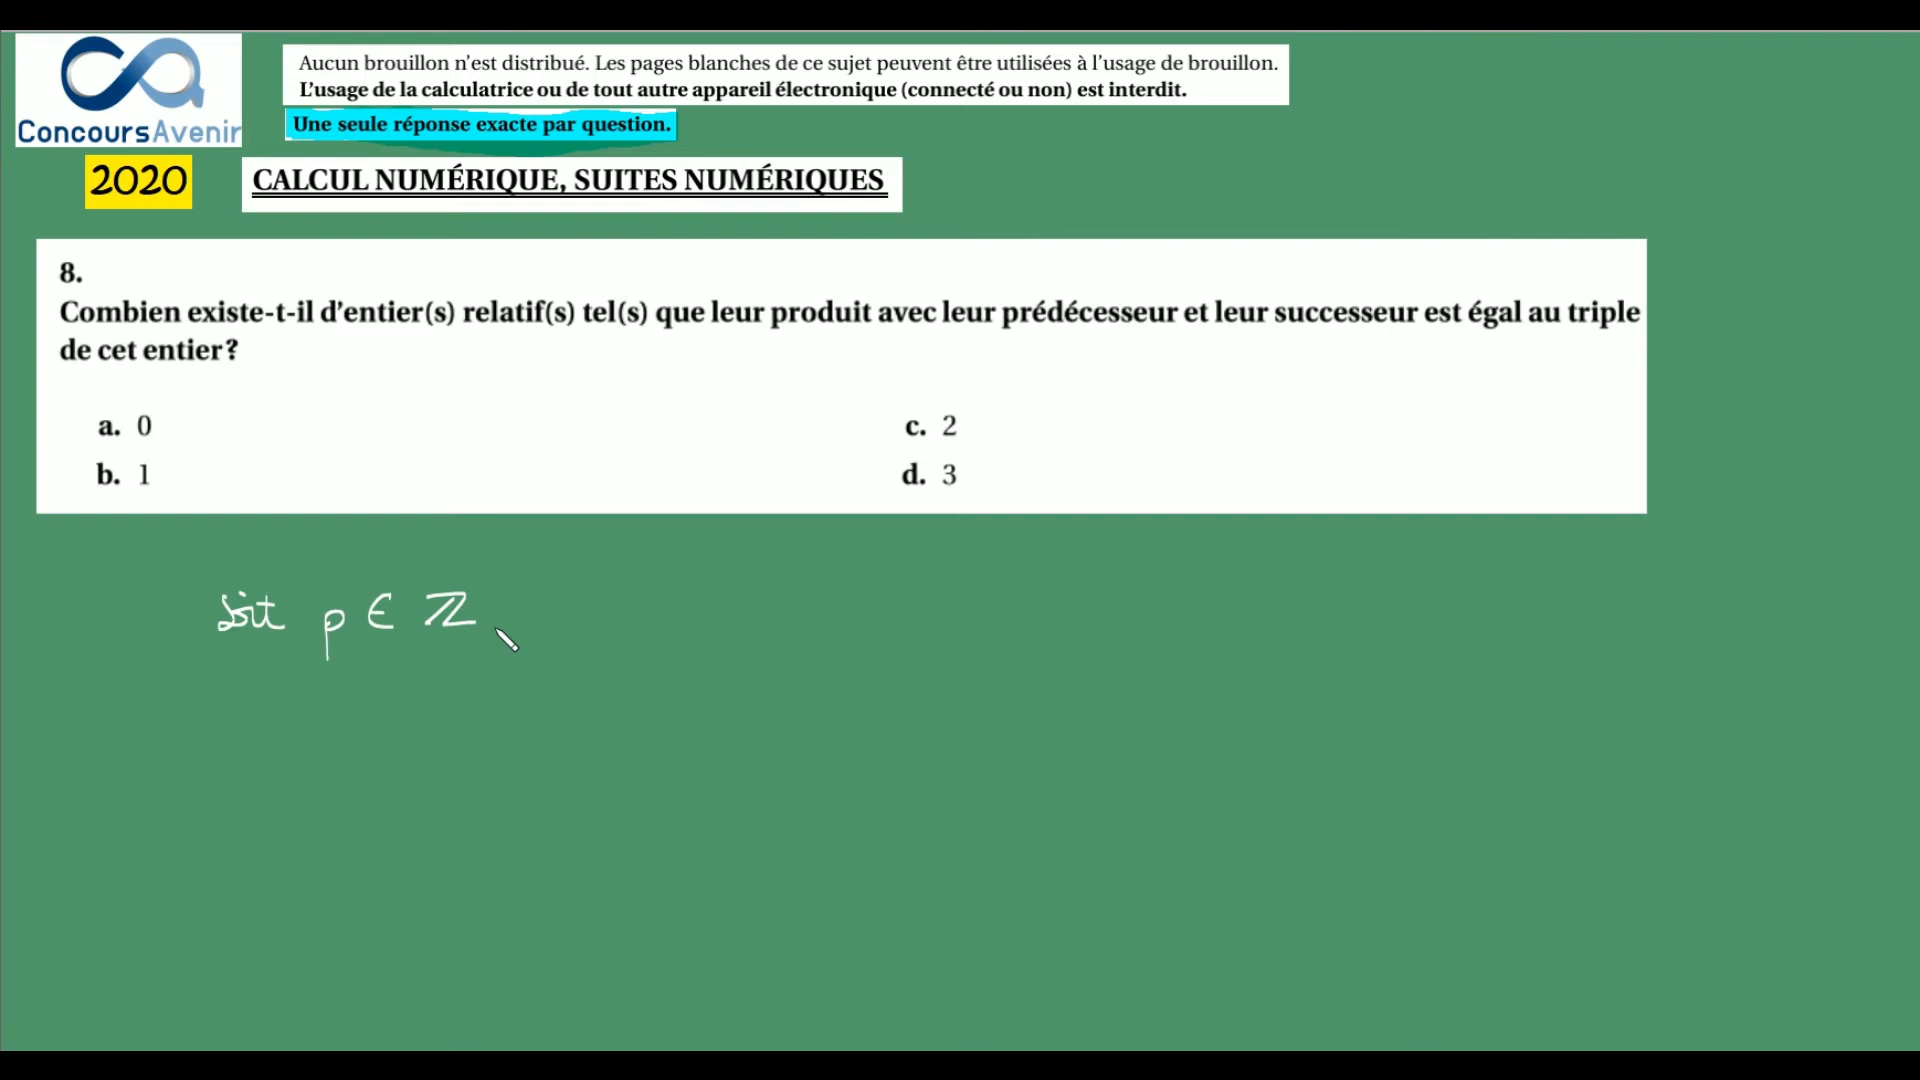 Aucun brouillon n'est distribué. Les pages blanches de ce sujet peuvent être utilisées à l'usage de brouillon.
L'usage de la calculatrice ou de tout autre appareil électronique (connecté ou non) est interdit.
Une seule réponse exacte par question.
ConcoursAvenir
2020
CALCUL NUMÉRIQUE, SUITES NUMÉRIQUES
8.
Combien existe-t-il d'entier(s) relatif(s) tel(s) que leur produit avec leur prédécesseur et leur successeur est égal au triple
de cet entier?
a. 0
c. 2
b. 1
d. 3
Soit p ∈ ℤ